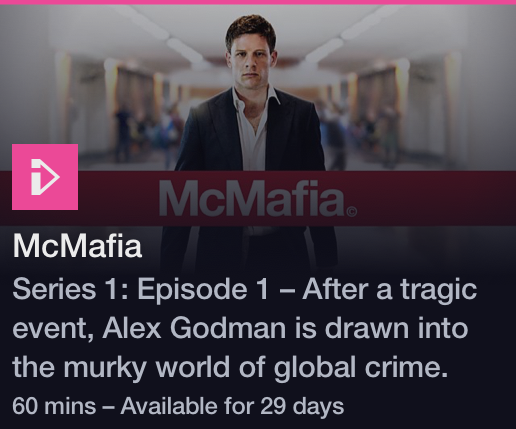 McMafia©
McMafia
Series 1: Episode 1 – After a tragic
event, Alex Godman is drawn into
the murky world of global crime.
60 mins – Available for 29 days